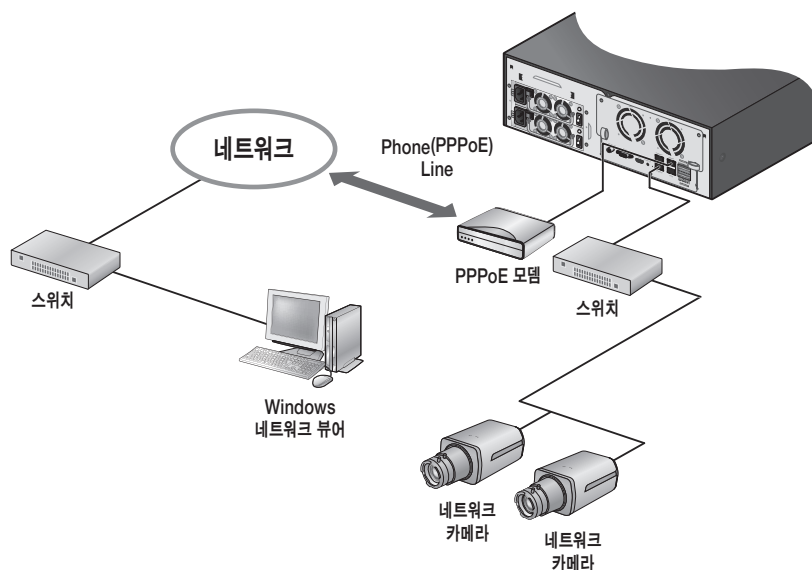 네트워크
Phone(PPPoE)
Line
PPPoE 모뎀
스위치
스위치
Windows
네트워크 뷰어
네트워크
카메라
네트워크
카메라